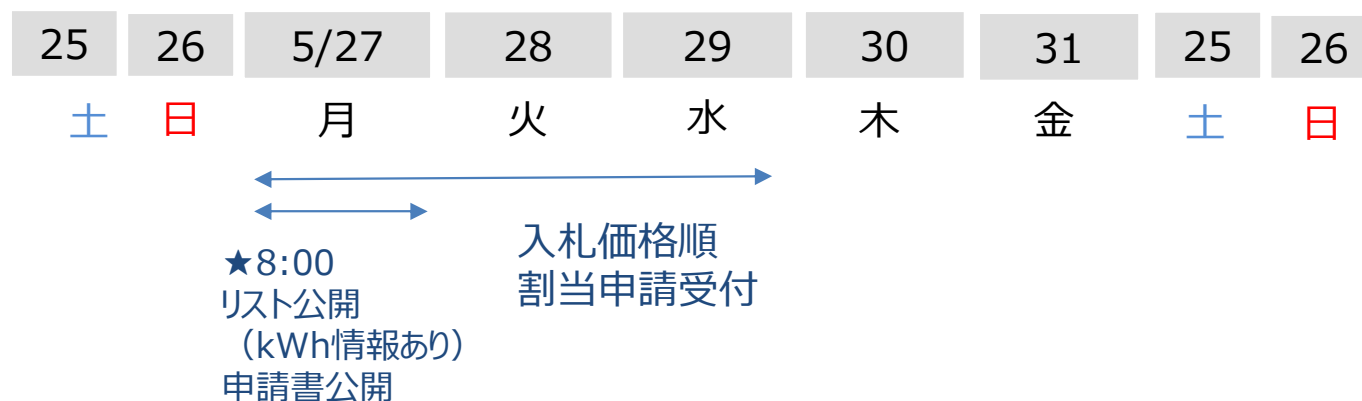 25 26 5/27 28 29 30 31 25 26
土 日 月 火 水 木 金 土 日
入札価格順
割当申請受付
★8:00
リスト公開
（kWh情報あり）
申請書公開